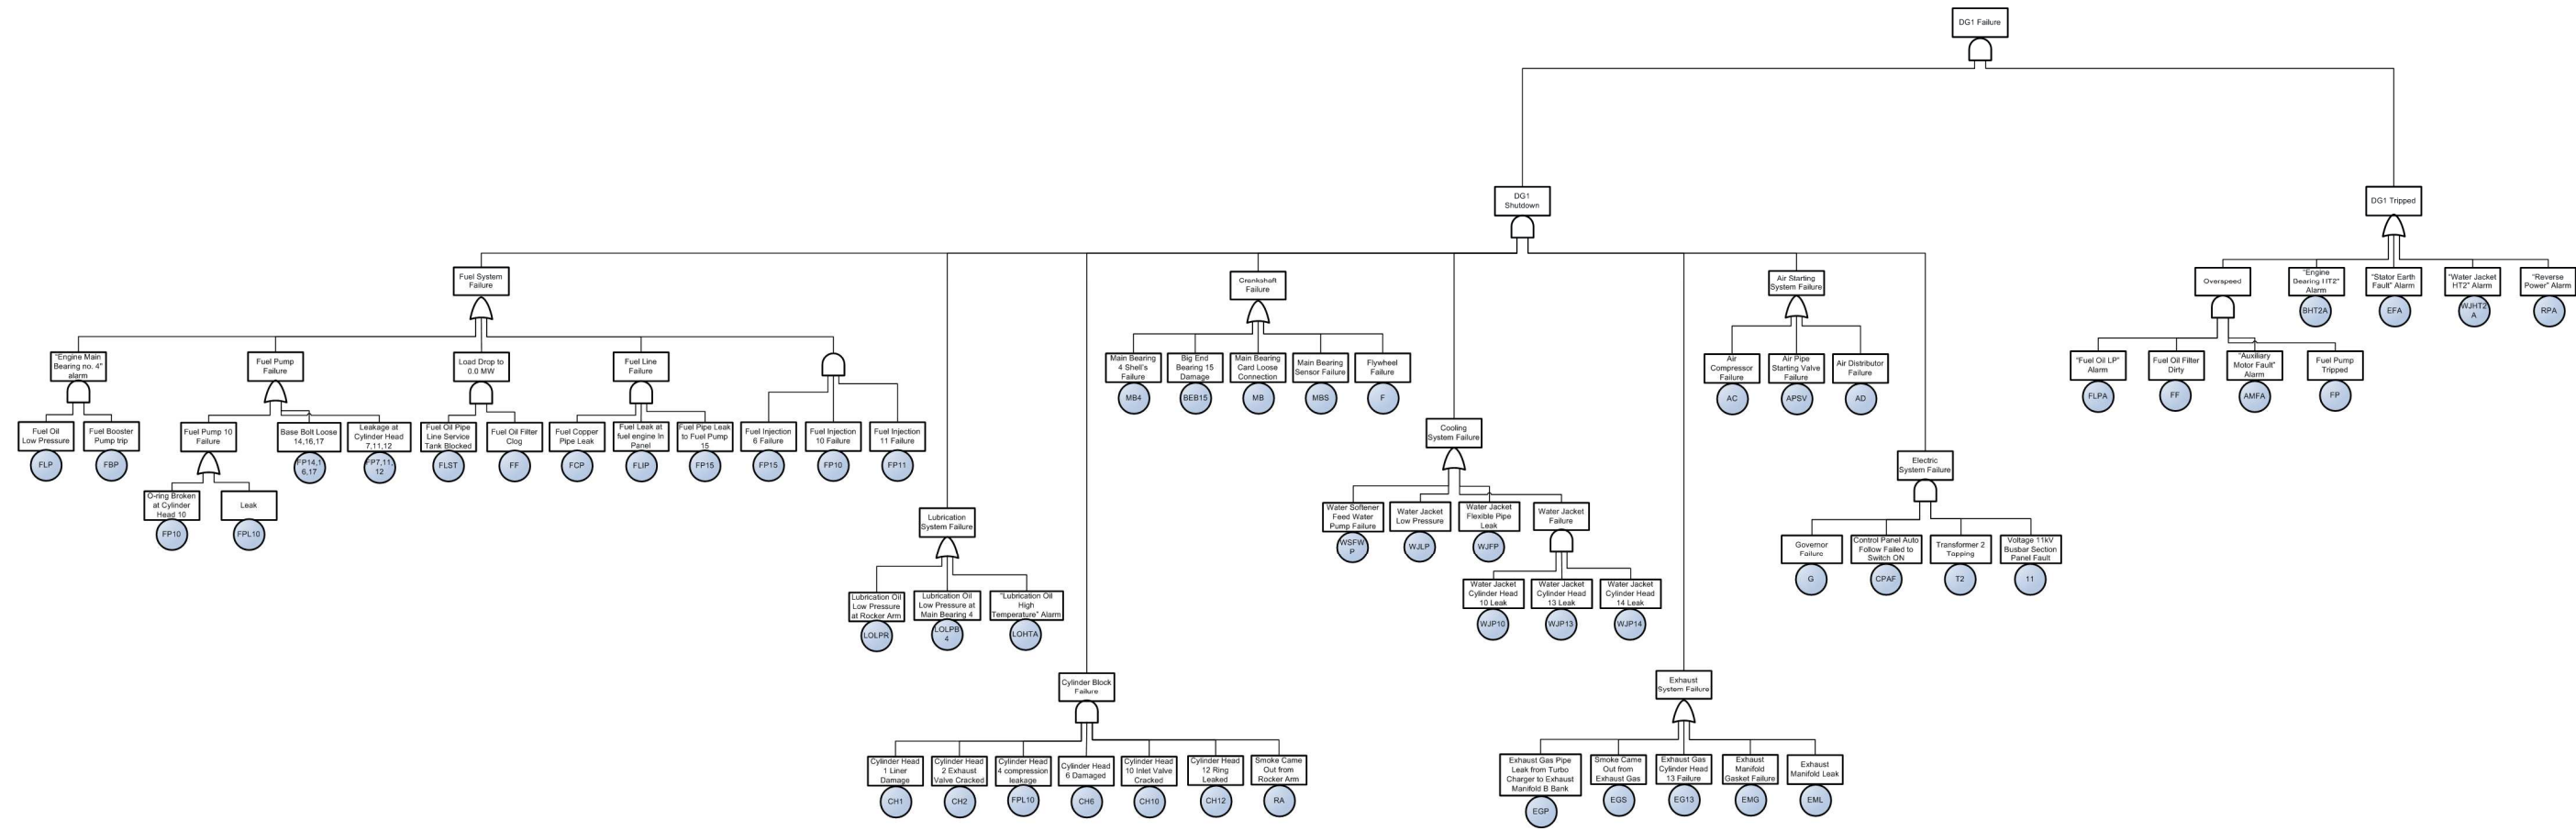 DG1 Failure
DG1
Shutdown
DG1 Tripped
Fuel System
Failure
Crankshaft
Failure
Air Starting
System Failure
Overspeed
"Engine
Bearing HT2"
Alarm
"Stator Earth
Fault" Alarm
"Water Jacket
HT2" Alarm
"Reverse
Power" Alarm
BHT2A
EFA
WJHT2
A
RPA
"Engine Main
Bearing no. 4"
alarm
Fuel Pump
Failure
Load Drop to
0.0 MW
Fuel Line
Failure
Main Bearing
4 Shell's
Failure
Big End
Bearing 15
Damage
Main Bearing
Card Loose
Connection
Main Bearing
Sensor Failure
Flywheel
Failure
MB4
BEB15
MB
MBS
F
Air
Compressor
Failure
Air Pipe
Starting Valve
Failure
Air Distributor
Failure
AC
APSV
AD
"Fuel Oil LP"
Alarm
Fuel Oil Filter
Dirty
"Auxiliary
Motor Fault"
Alarm
Fuel Pump
Tripped
FLPA
FF
AMFA
FP
Fuel Oil
Low Pressure
Fuel Booster
Pump trip
Fuel Pump 10
Failure
Base Bolt Loose
14,16,17
Leakage at
Cylinder Head
7,11,12
Fuel Oil Pipe
Line Service
Tank Blocked
Fuel Oil Filter
Clog
Fuel Copper
Pipe Leak
Fuel Leak at
fuel engine In
Panel
Fuel Pipe Leak
to Fuel Pump
15
Fuel Injection
6 Failure
Fuel Injection
10 Failure
Fuel Injection
11 Failure
FLP
FBP
FP14,1
6,17
FP7,11,
12
FLST
FF
FCP
FLIP
FP15
FP15
FP10
FP11
Cooling
System Failure
Electric
System Failure
O-ring Broken
at Cylinder
Head 10
Leak
FP10
FPL10
Lubrication
System Failure
Water Softener
Feed Water
Pump Failure
Water Jacket
Low Pressure
Water Jacket
Flexible Pipe
Leak
Water Jacket
Failure
WSFW
P
WJLP
WJFP
Governor
Failure
Control Panel Auto
Follow Failed to
Switch ON
Transformer 2
Tapping
Voltage 11kV
Busbar Section
Panel Fault
G
CPAF
T2
11
Lubrication Oil
Low Pressure
at Rocker Arm
Lubrication Oil
Low Pressure at
Main Bearing 4
"Lubrication Oil
High
Temperature" Alarm
LOLPR
LOLPB
4
LOHTA
Water Jacket
Cylinder Head
10 Leak
Water Jacket
Cylinder Head
13 Leak
Water Jacket
Cylinder Head
14 Leak
WJP10
WJP13
WJP14
Cylinder Block
Failure
Exhaust
System Failure
Cylinder Head
1 Liner
Damage
Cylinder Head
2 Exhaust
Valve Cracked
Cylinder Head
4 compression
leakage
Cylinder Head
6 Damaged
Cylinder Head
10 Inlet Valve
Cracked
Cylinder Head
12 Ring
Leaked
Smoke Came
Out from
Rocker Arm
CH1
CH2
FPL10
CH6
CH10
CH12
RA
Exhaust Gas Pipe
Leak from Turbo
Charger to Exhaust
Manifold B Bank
Smoke Came
Out from
Exhaust Gas
Exhaust Gas
Cylinder Head
13 Failure
Exhaust
Manifold
Gasket Failure
Exhaust
Manifold Leak
EGP
EGS
EG13
EMG
EML